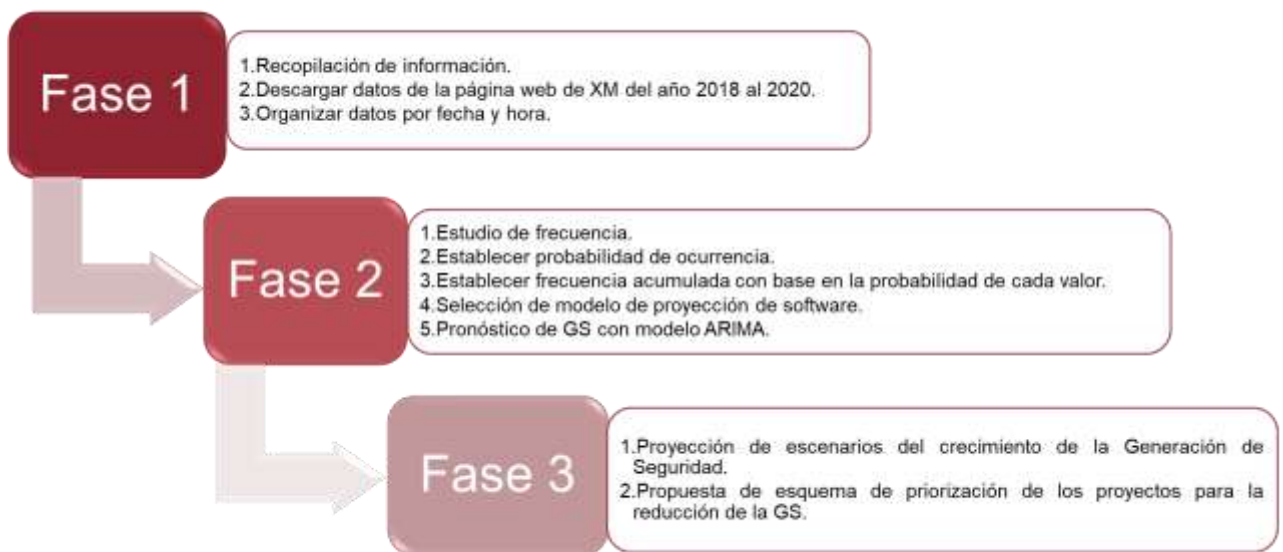 Fase 1
1.Recopilación de información.
2.Descargar datos de la página web de XM del año 2018 al 2020.
3.Organizar datos por fecha y hora.
Fase 2
1.Estudio de frecuencia.
2.Establecer probabilidad de ocurrencia.
3.Establecer frecuencia acumulada con base en la probabilidad de cada valor.
4.Selección de modelo de proyección de software.
5.Pronóstico de GS con modelo ARIMA.
Fase 3
1.Proyección de escenarios del crecimiento de la Generación de
Seguridad.
2.Propuesta de esquema de priorización de los proyectos para la
reducción de la GS.